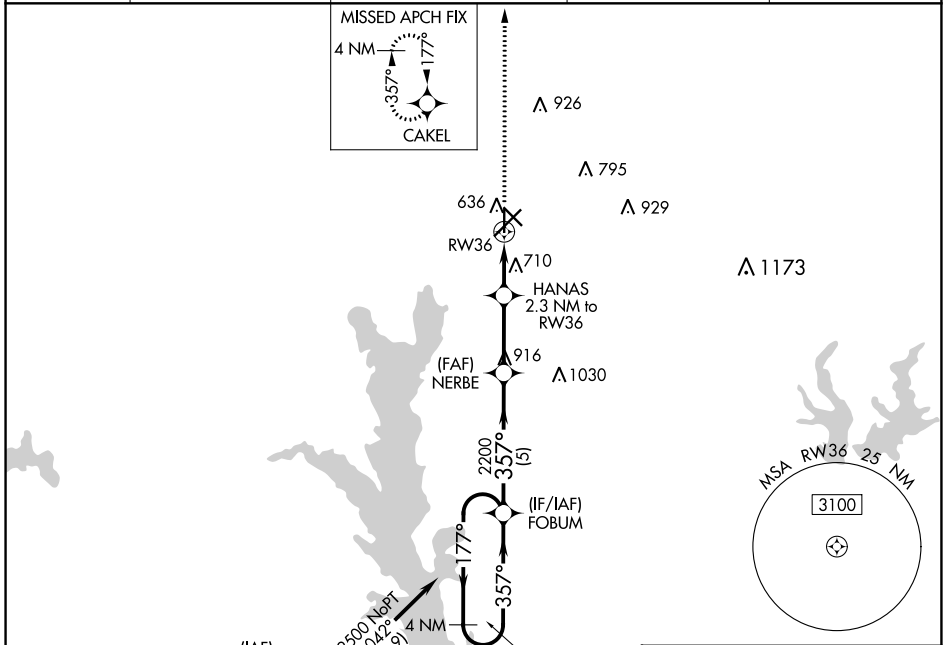 MISSED APCH FIX
4 NM
177°
357°
CAKEL
926
795
636
929
RW36
710
1173
HANAS
2.3 NM to
RW36
916
(FAF)
NERBE
1030
2200
357°
(5)
MSA RW36 25 NM
3100
(IF/IAF)
FOBUM
177°
357°
NoPT
042°
4 NM
(IAF)